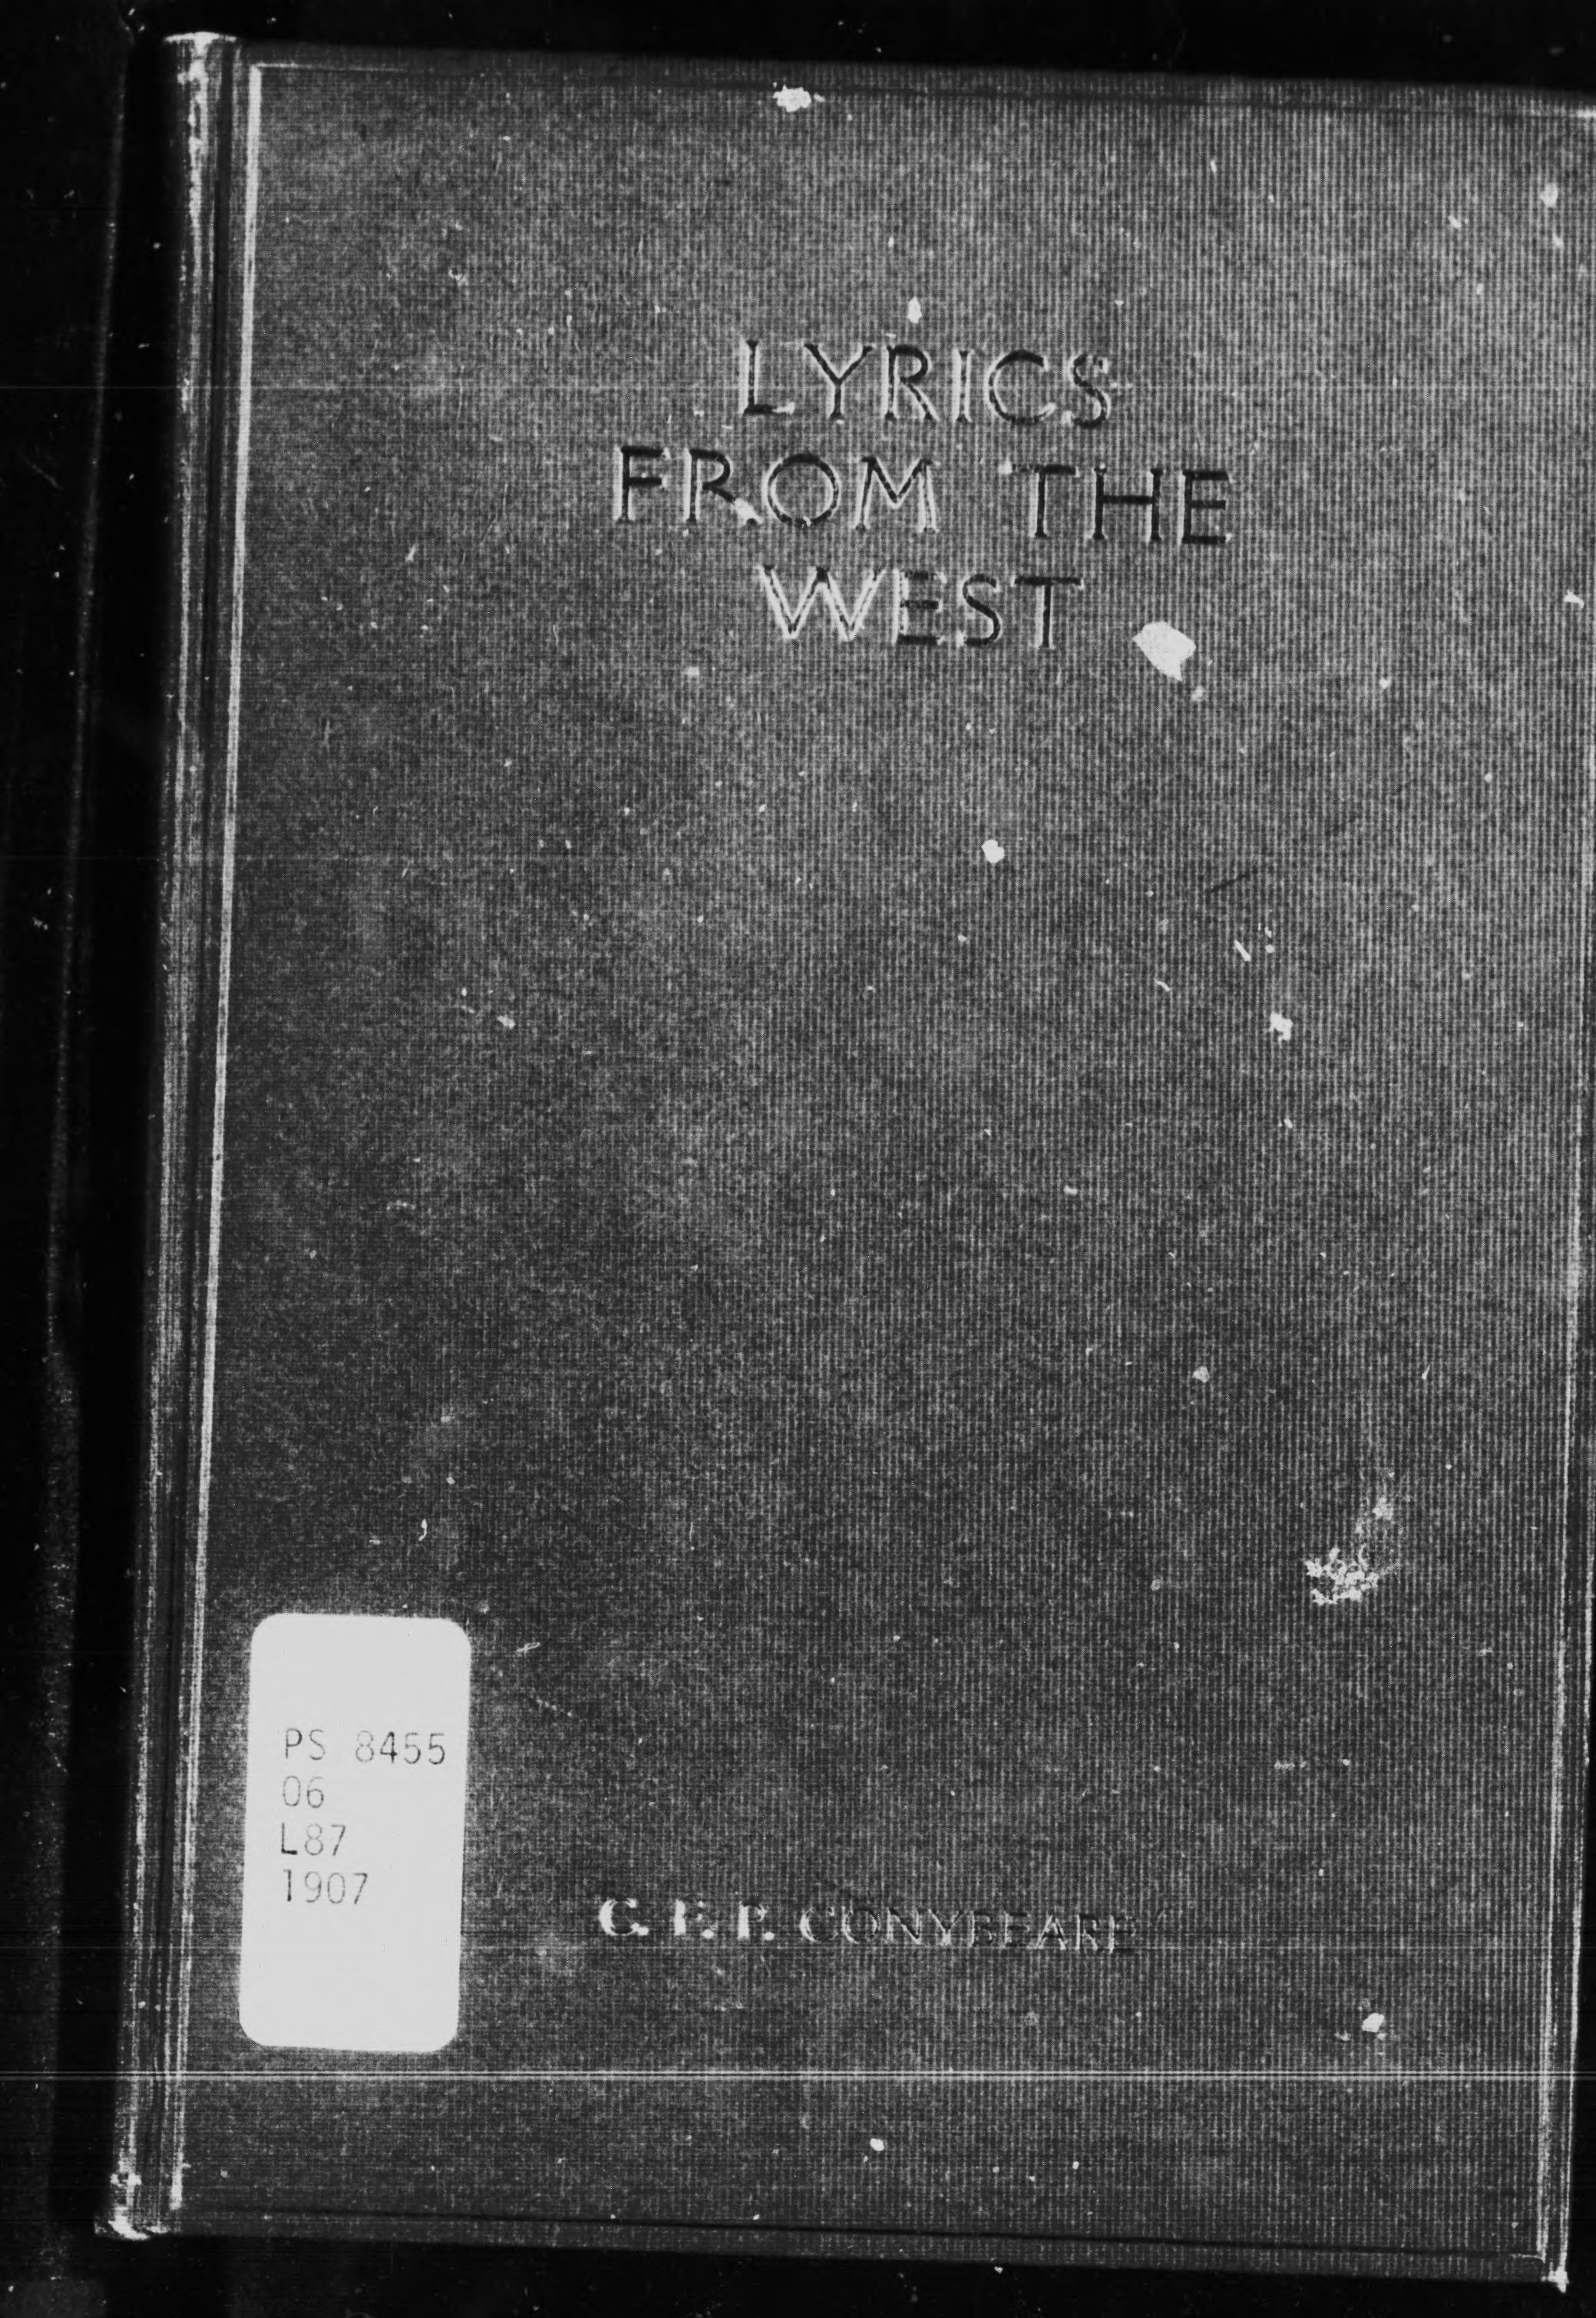 LYRICS
FROM THE
WEST
PS 8455
06
L87
1907
C. F. P. CONYBEARE